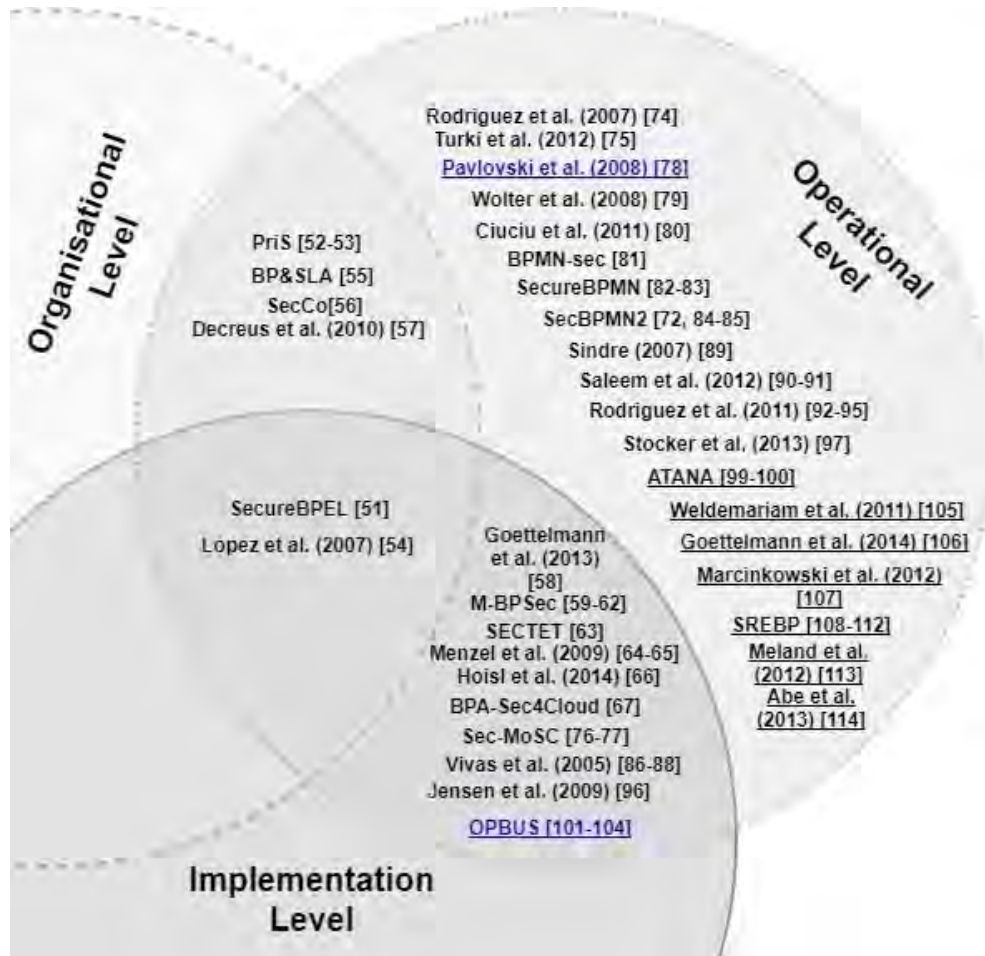 Organisational
Level
Operational
Level
Rodriguez et al. (2007) [74]
Turki et al. (2012) [75]
Pavlovski et al. (2008) [78]
Wolter et al. (2008) [79]
Ciuciu et al. (2011) [80]
BPMN-sec [81]
SecureBPMN [82-83]
SecBPMN2 [72, 84-85]
Sindre (2007) [89]
Saleem et al. (2012) [90-91]
Rodriguez et al. (2011) [92-95]
Stocker et al. (2013) [97]
ATANA [99-100]
Weldemariam et al. (2011) [105]
Goettelmann et al. (2014) [106]
Marcinkowski et al. (2012)
[107]
SREBP [108-112]
Meland et al.
(2012) [113]
Abe et al.
(2013) [114]
PriS [52-53]
BP&SLA [55]
SecCo[56]
Decreus et al. (2010) [57]
SecureBPEL [51]
Lopez et al. (2007) [54]
Goettelmann
et al. (2013)
[58]
M-BPSec [59-62]
SECTET [63]
Menzel et al. (2009) [64-65]
Hoisl et al. (2014) [66]
BPA-Sec4Cloud [67]
Sec-MoSC [76-77]
Vivas et al. (2005) [86-88]
Jensen et al. (2009) [96]
OPBUS [101-104]
Implementation
Level